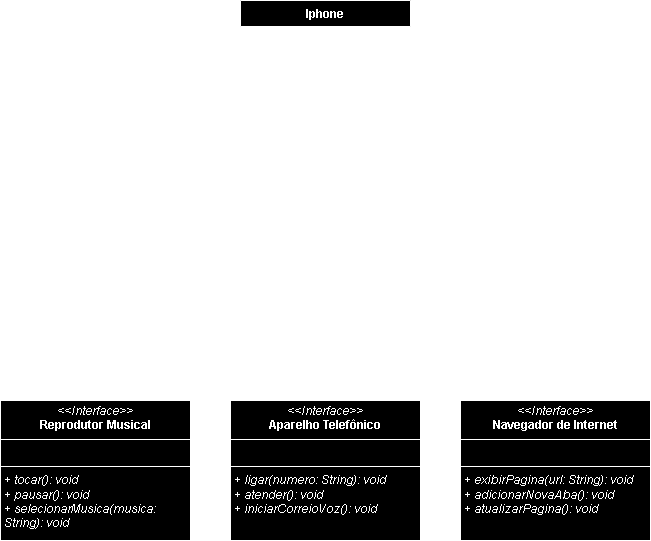 Iphone
<<Interface>>
Reprodutor Musical
+ tocar(): void
+ pausar(): void
+ selecionarMusica(musica:
String): void
<<Interface>>
Aparelho Telefônico
+ ligar(numero: String): void
+ atender(): void
+ iniciarCorreioVoz(): void
<<Interface>>
Navegador de Internet
+ exibirPagina(url: String): void
+ adicionarNovaAba(): void
+ atualizarPagina(): void